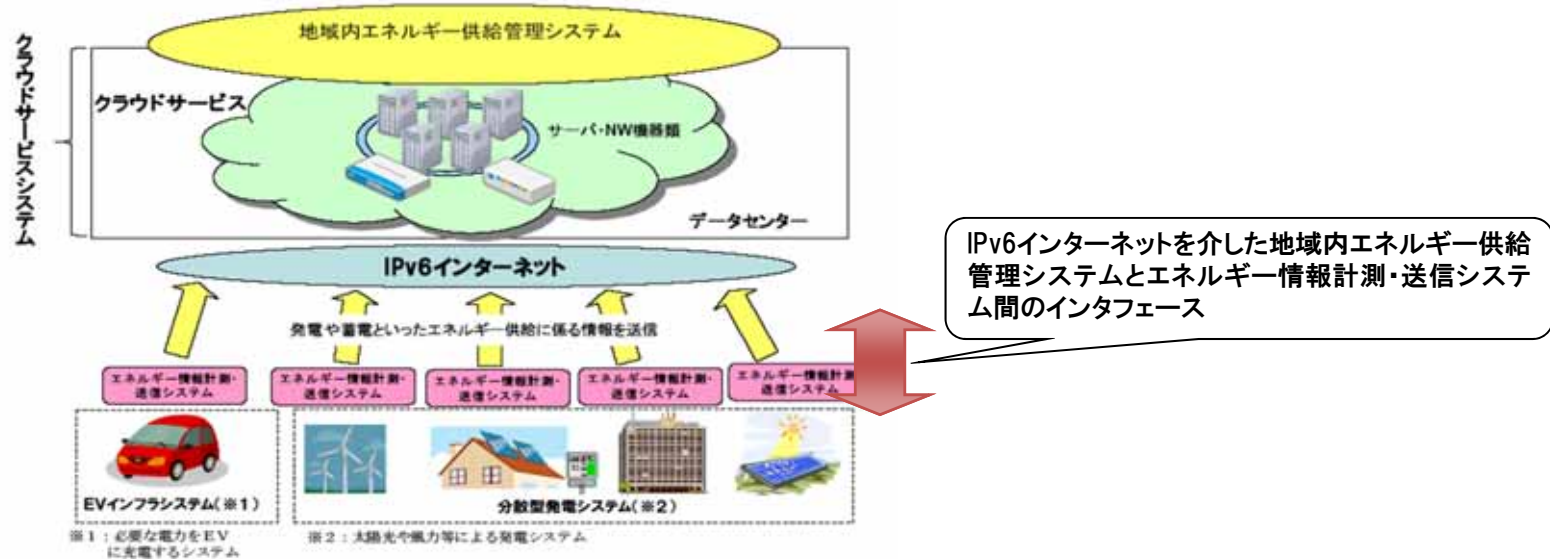 地域内エネルギー供給管理システム
クラウドサービスシステム
クラウドサービス
サーバ・NW機器類
データセンター
IPv6インターネット
IPv6インターネットを介した地域内エネルギー供給
管理システムとエネルギー情報計測・送信システ
ム間のインタフェース
発電や蓄電といったエネルギー供給に係る情報を送信
エネルギー情報計測・
送信システム
エネルギー情報計測・
送信システム
エネルギー情報計測・
送信システム
エネルギー情報計測・
送信システム
エネルギー情報計測
送信システム
EVインフラシステム(※1)
分散型発電システム(※2)
※1:必要な電力をEV
に充電するシステム
※2:太陽光や風力等による発電システム